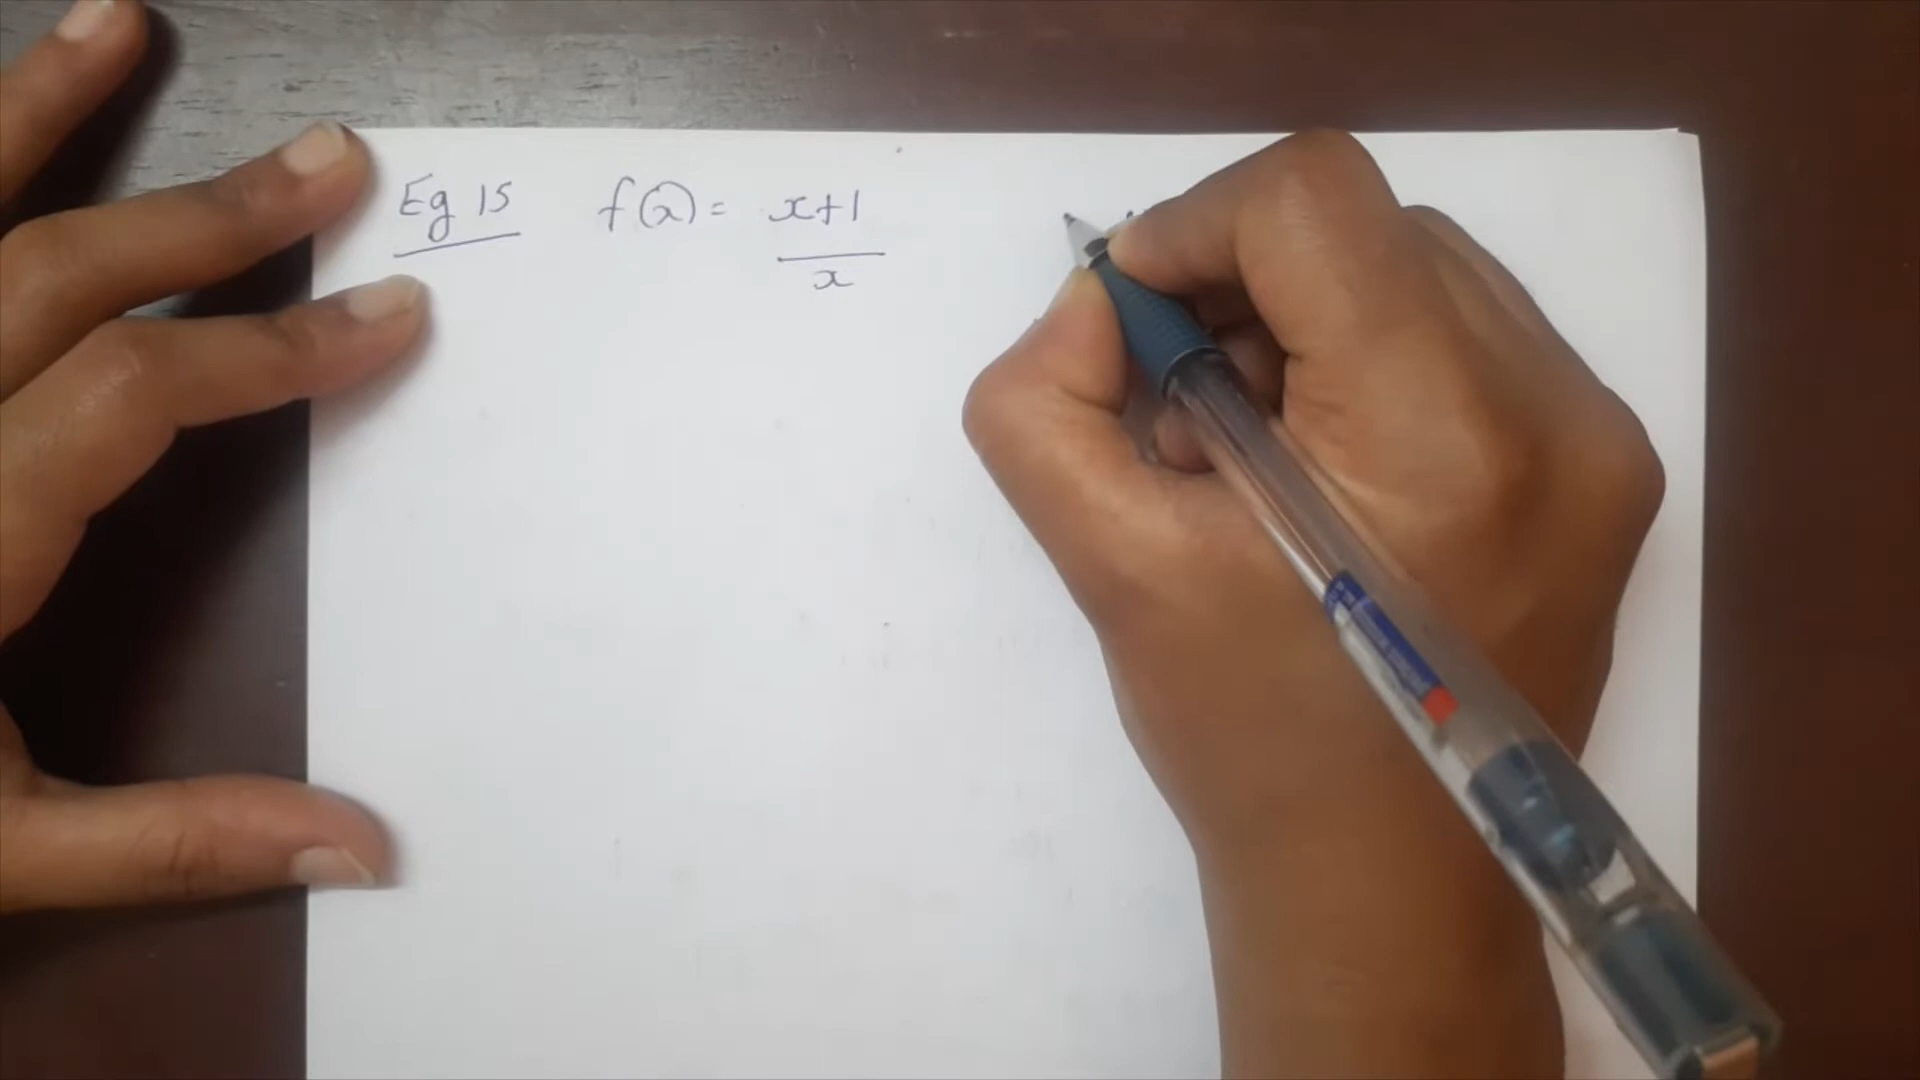 Eg 15 f(x) = x+1
x